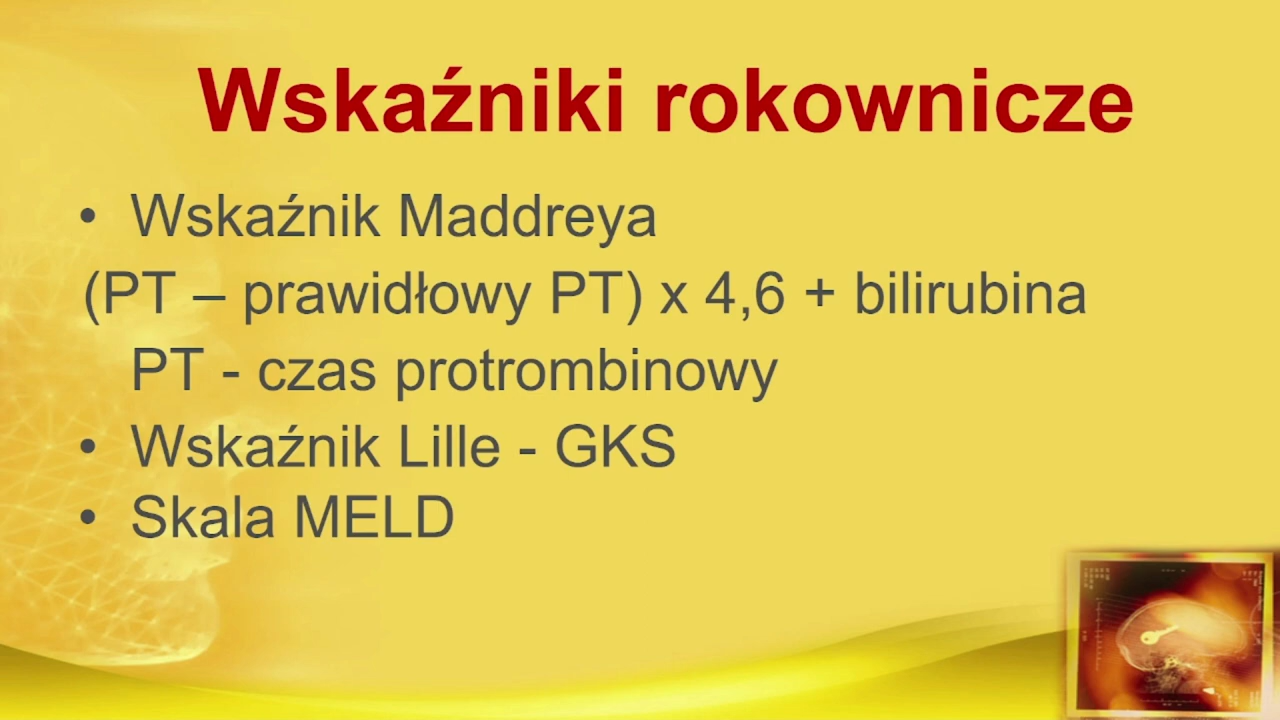 Wskaźniki rokownicze
• Wskaźnik Maddreya
(PT – prawidłowy PT) x 4,6 + bilirubina
PT - czas protrombinowy
• Wskaźnik Lille - GKS
• Skala MELD